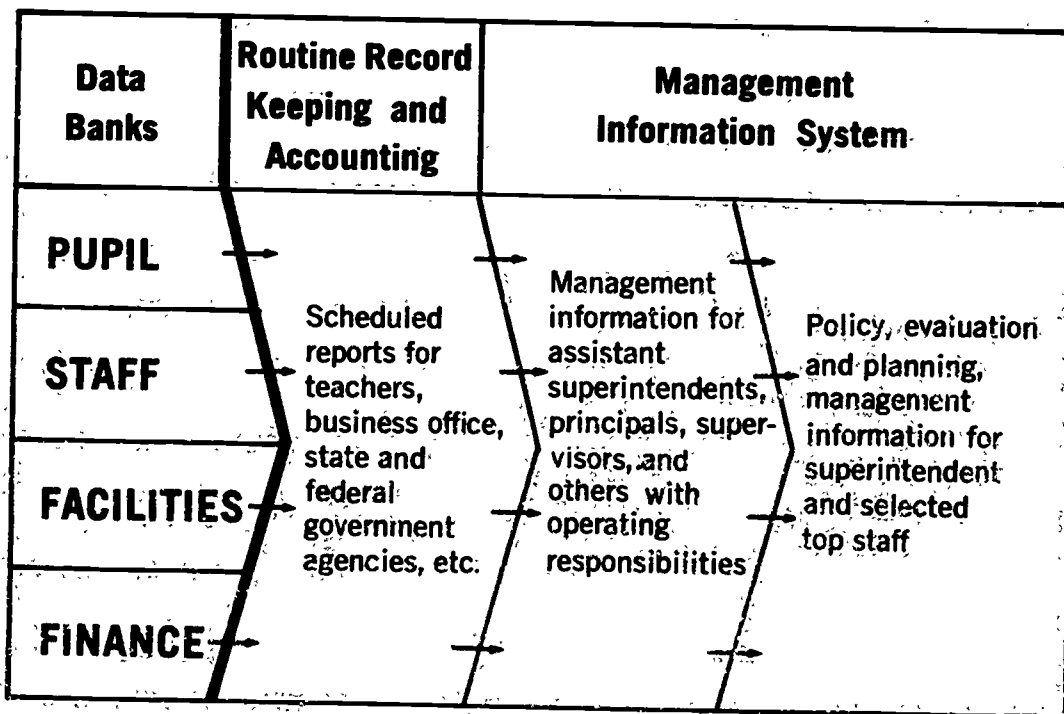 Data
Banks
Routine Record
Keeping and
Accounting
Management
Information System
PUPIL
STAFF
FACILITIES
FINANCE
Scheduled
reports for
teachers,
business office,
state and
federal
government
agencies, etc.
Management
information for
assistant
superintendents,
principals, super-
visors, and
others with
operating
responsibilities
Policy, evaluation
and planning,
management
information for
superintendent
and selected
top staff